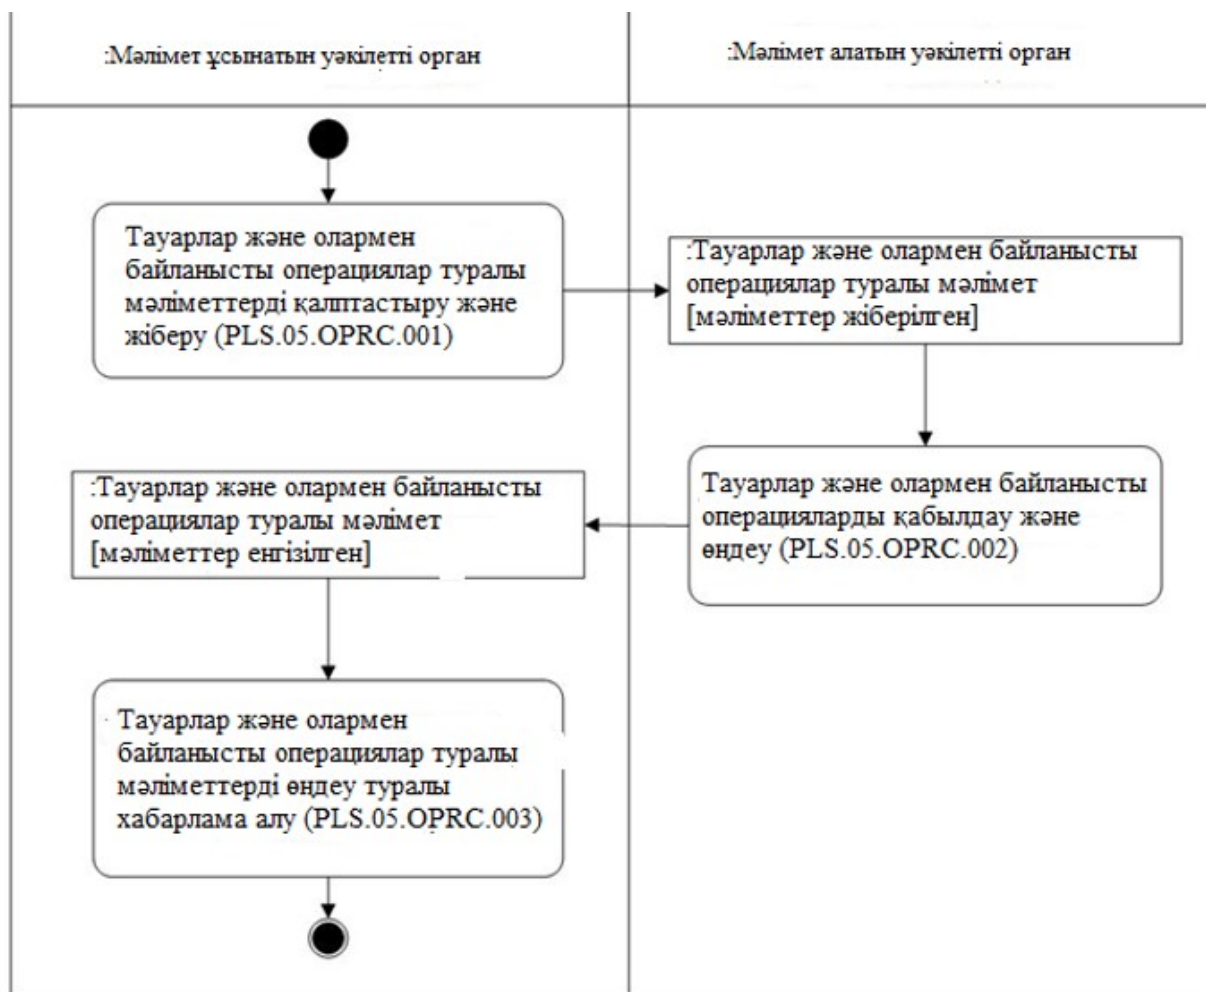 :Мәлімет ұсынатын уәкілетті орган
:Мәлімет алатын уәкілетті орган
Тауарлар және олармен
байланысты операциялар туралы
мәліметтерді қалптастыру және
жіберу (PLS.05.OPRC.001)
:Тауарлар және олармен байланысты
операциялар туралы мәлімет
[мәліметтер жіберілген]
Тауарлар және олармен байланысты
операцияларды қабылдау және
өңдеу (PLS.05.OPRC.002)
:Тауарлар және олармен байланысты
операциялар туралы мәлімет
[мәліметтер енгізілген]
Тауарлар және олармен
байланысты операциялар туралы
мәліметтерді өңдеу туралы
хабарлама алу (PLS.05.OPRC.003)